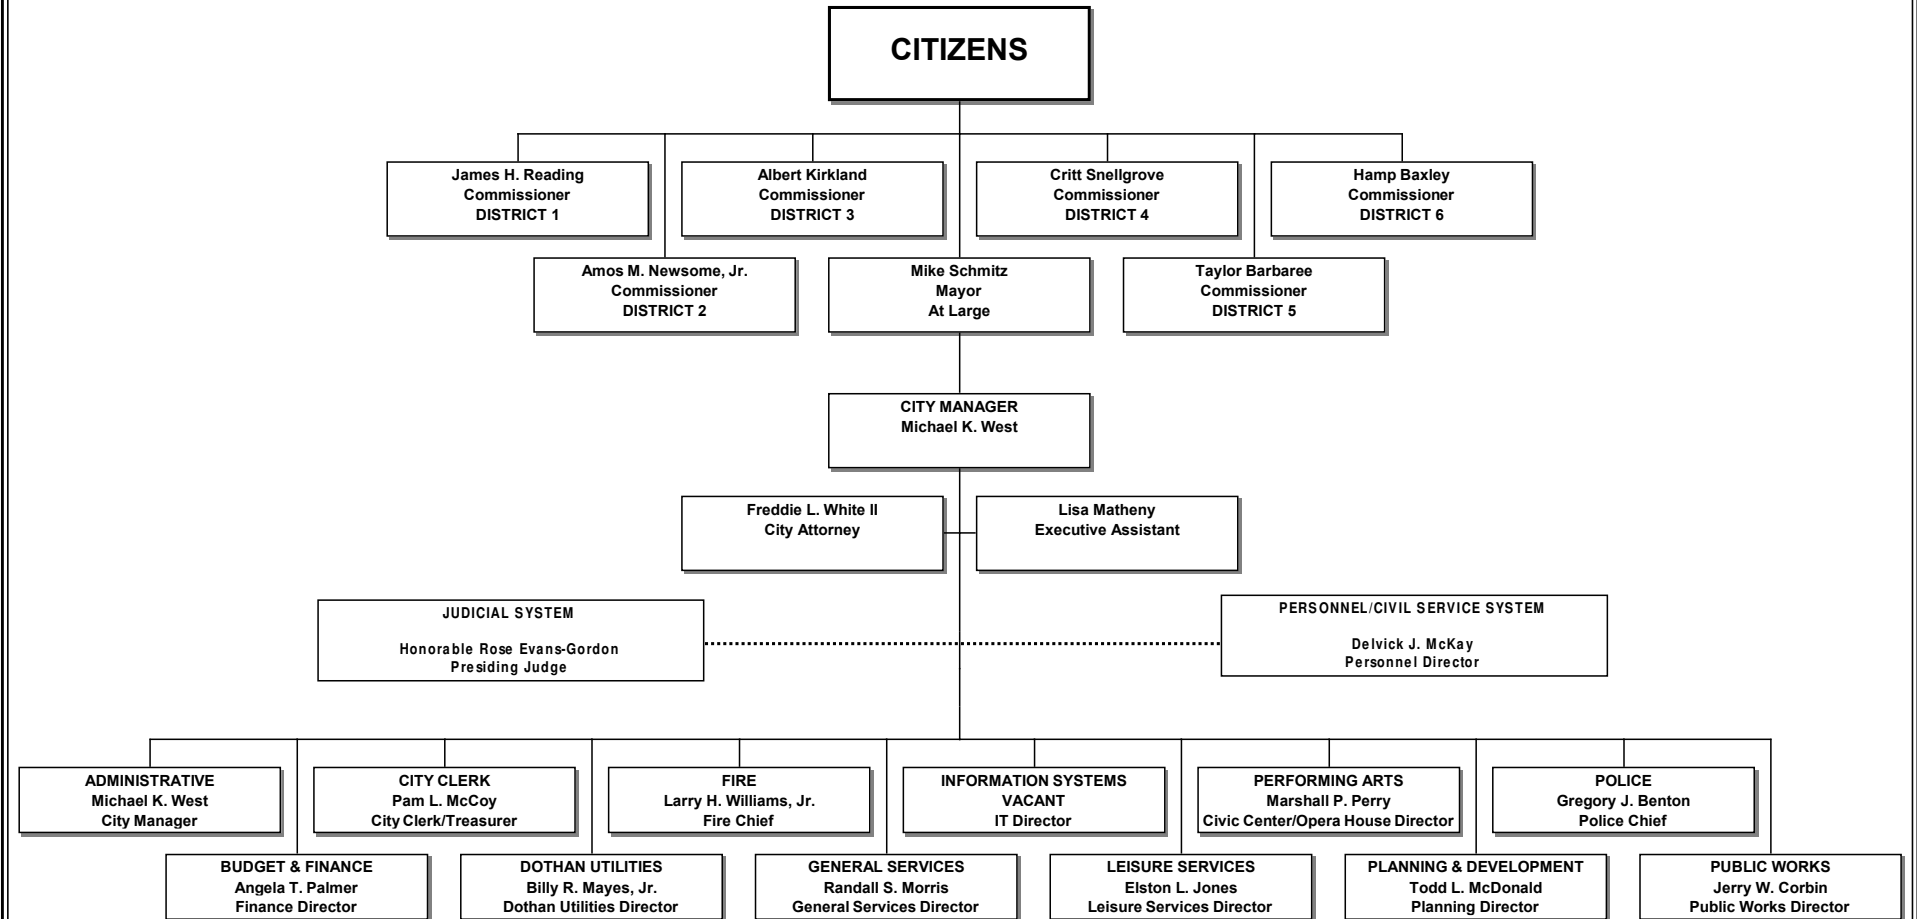 CITIZENS
James H. Reading
Commissioner
DISTRICT 1
Albert Kirkland
Commissioner
DISTRICT 3
Critt Snellgrove
Commissioner
DISTRICT 4
Hamp Baxley
Commissioner
DISTRICT 6
Amos M. Newsome, Jr.
Commissioner
DISTRICT 2
Mike Schmitz
Mayor
At Large
Taylor Barbaree
Commissioner
DISTRICT 5
CITY MANAGER
Michael K. West
Freddie L. White II
City Attorney
Lisa Matheny
Executive Assistant
JUDICIAL SYSTEM
Honorable Rose Evans-Gordon
Presiding Judge
PERSONNEL/CIVIL SERVICE SYSTEM
Delvick J. McKay
Personnel Director
ADMINISTRATIVE
Michael K. West
City Manager
CITY CLERK
Pam L. McCoy
City Clerk/Treasurer
FIRE
Larry H. Williams, Jr.
Fire Chief
INFORMATION SYSTEMS
VACANT
IT Director
PERFORMING ARTS
Marshall P. Perry
Civic Center/Opera House Director
POLICE
Gregory J. Benton
Police Chief
BUDGET & FINANCE
Angela T. Palmer
Finance Director
DOTHAN UTILITIES
Billy R. Mayes, Jr.
Dothan Utilities Director
GENERAL SERVICES
Randall S. Morris
General Services Director
LEISURE SERVICES
Elston L. Jones
Leisure Services Director
PLANNING & DEVELOPMENT
Todd L. McDonald
Planning Director
PUBLIC WORKS
Jerry W. Corbin
Public Works Director